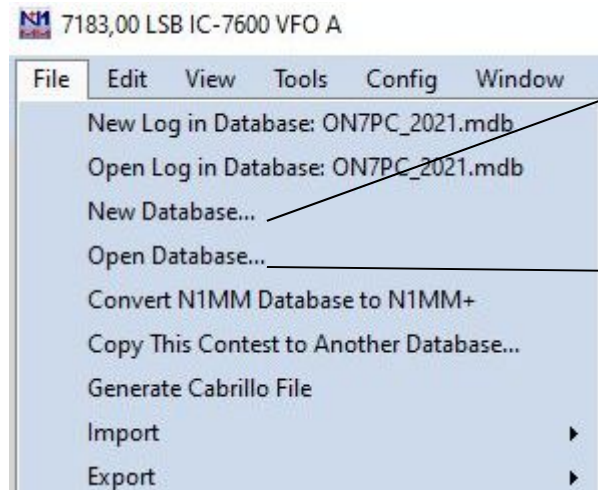 N1 MM 7183,00 LSB IC-7600 VFO A
File Edit View Tools Config Window
New Log in Database: ON7PC_2021.mdb
Open Log in Database: ON7PC_2021.mdb
New Database...
Open Database...
Convert N1MM Database to N1MM+
Copy This Contest to Another Database...
Generate Cabrillo File
Import
Export